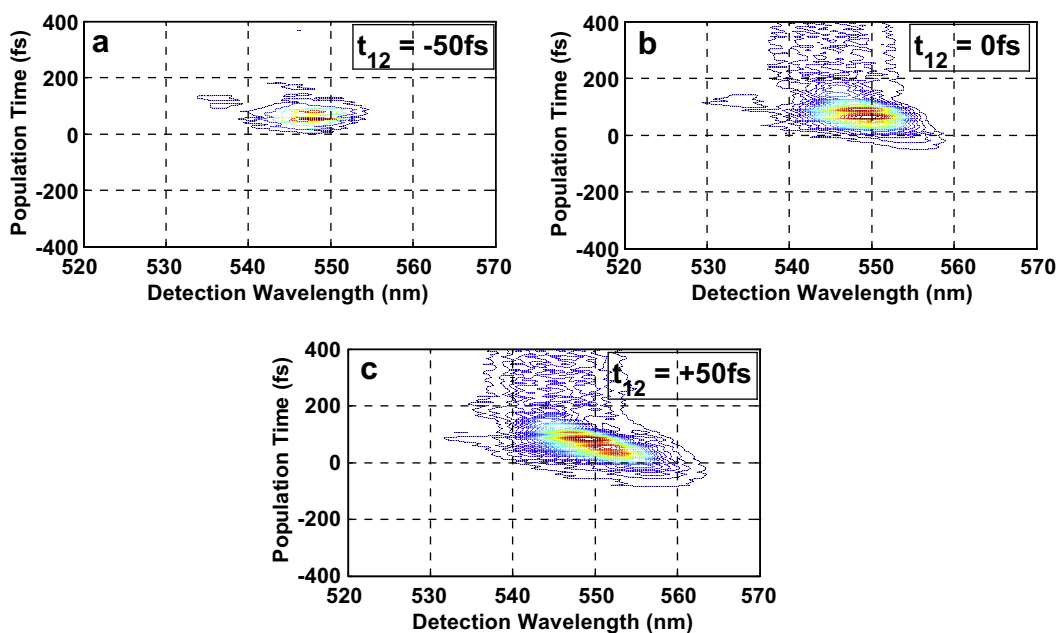 a
t12 = -50fs
Population Time (fs)
400
200
0
-200
-400
520
530
540
550
560
570
Detection Wavelength (nm)
b
t12 = 0fs
Population Time (fs)
400
200
0
-200
-400
520
530
540
550
560
570
Detection Wavelength (nm)
c
t12 = +50fs
Population Time (fs)
400
200
0
-200
-400
520
530
540
550
560
570
Detection Wavelength (nm)